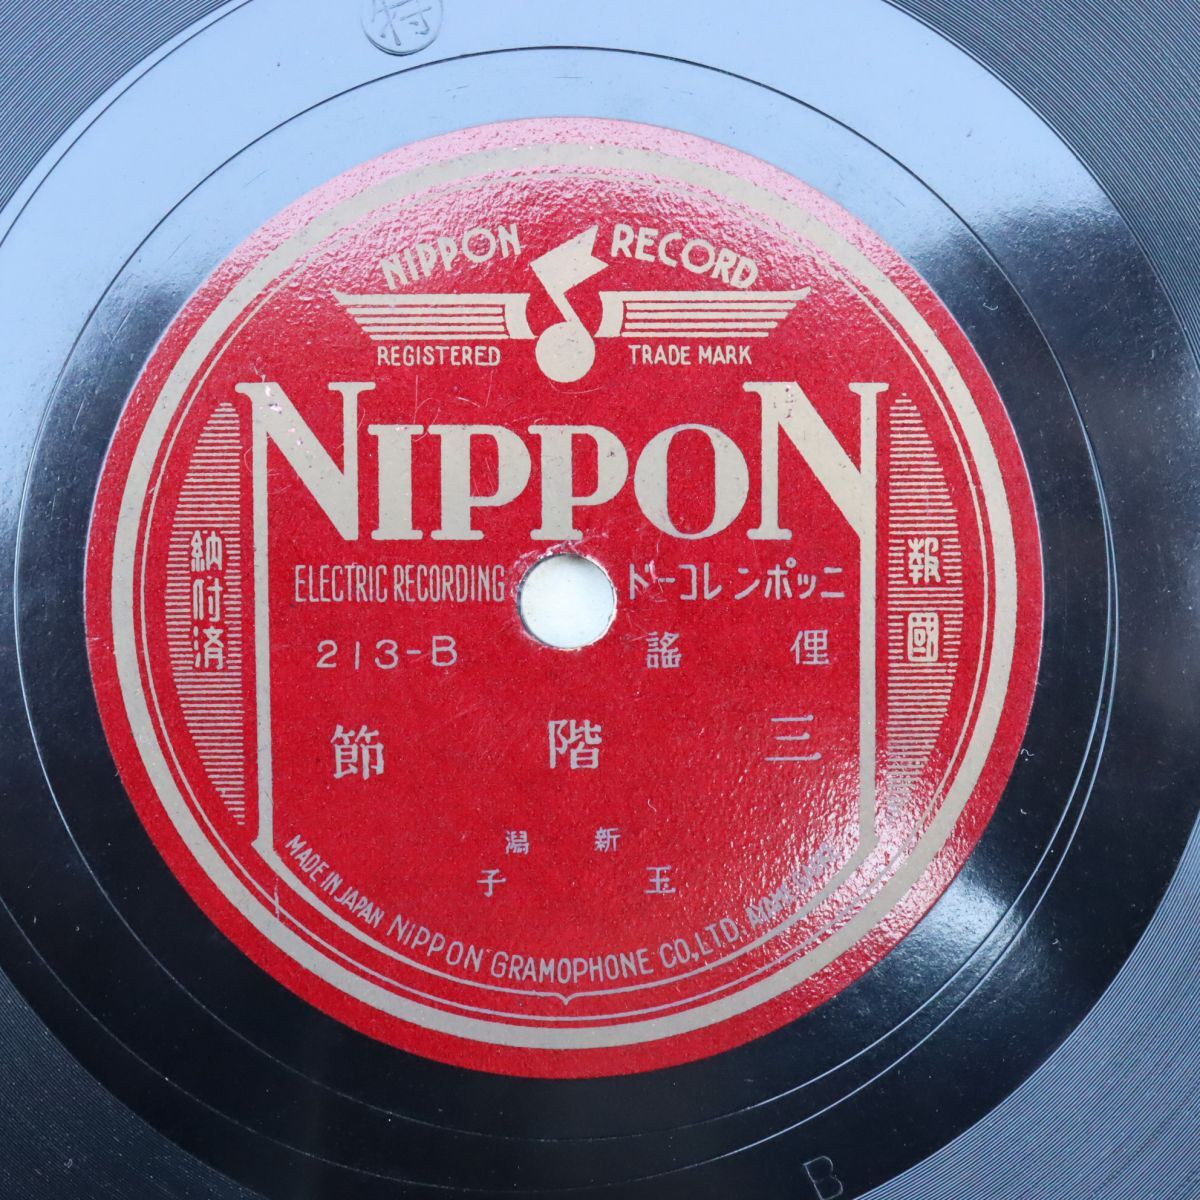 特
NIPPON RECORD
REGISTERED TRADE MARK
NIPPON
ELECTRIC RECORDING
ニッポンレコード
213-B
俚謠
三階節
新潟
玉子
報國
納付済
MADE IN JAPAN NIPPON GRAMOPHONE CO., LTD.
B